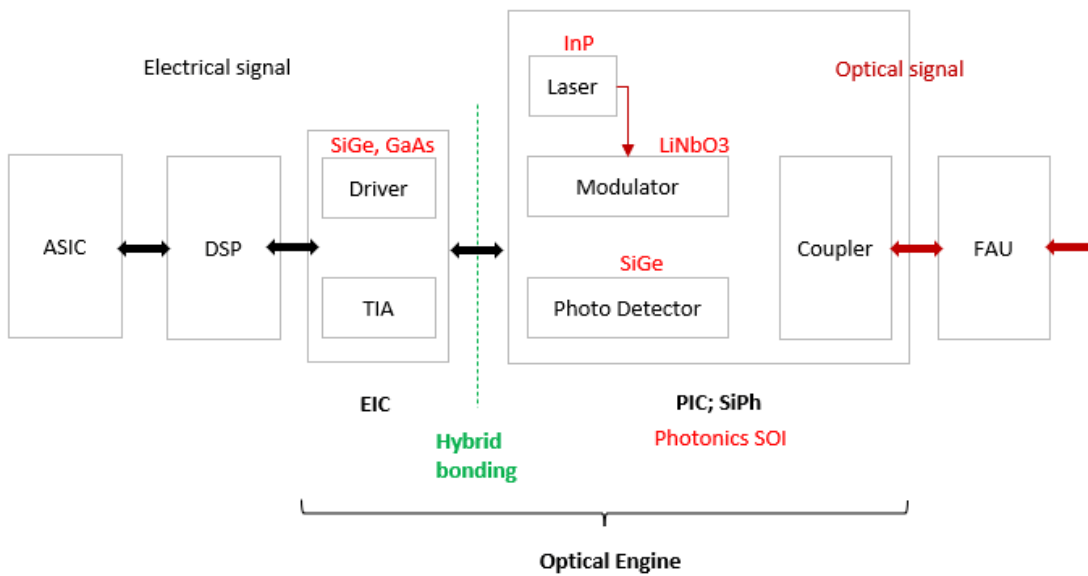 InP
Electrical signal
Laser
Optical signal
SiGe, GaAs
LiNbO3
Driver
Modulator
ASIC
DSP
Coupler
FAU
SiGe
TIA
Photo Detector
EIC
PIC; SiPh
Hybrid
bonding
Photonics SOI
Optical Engine